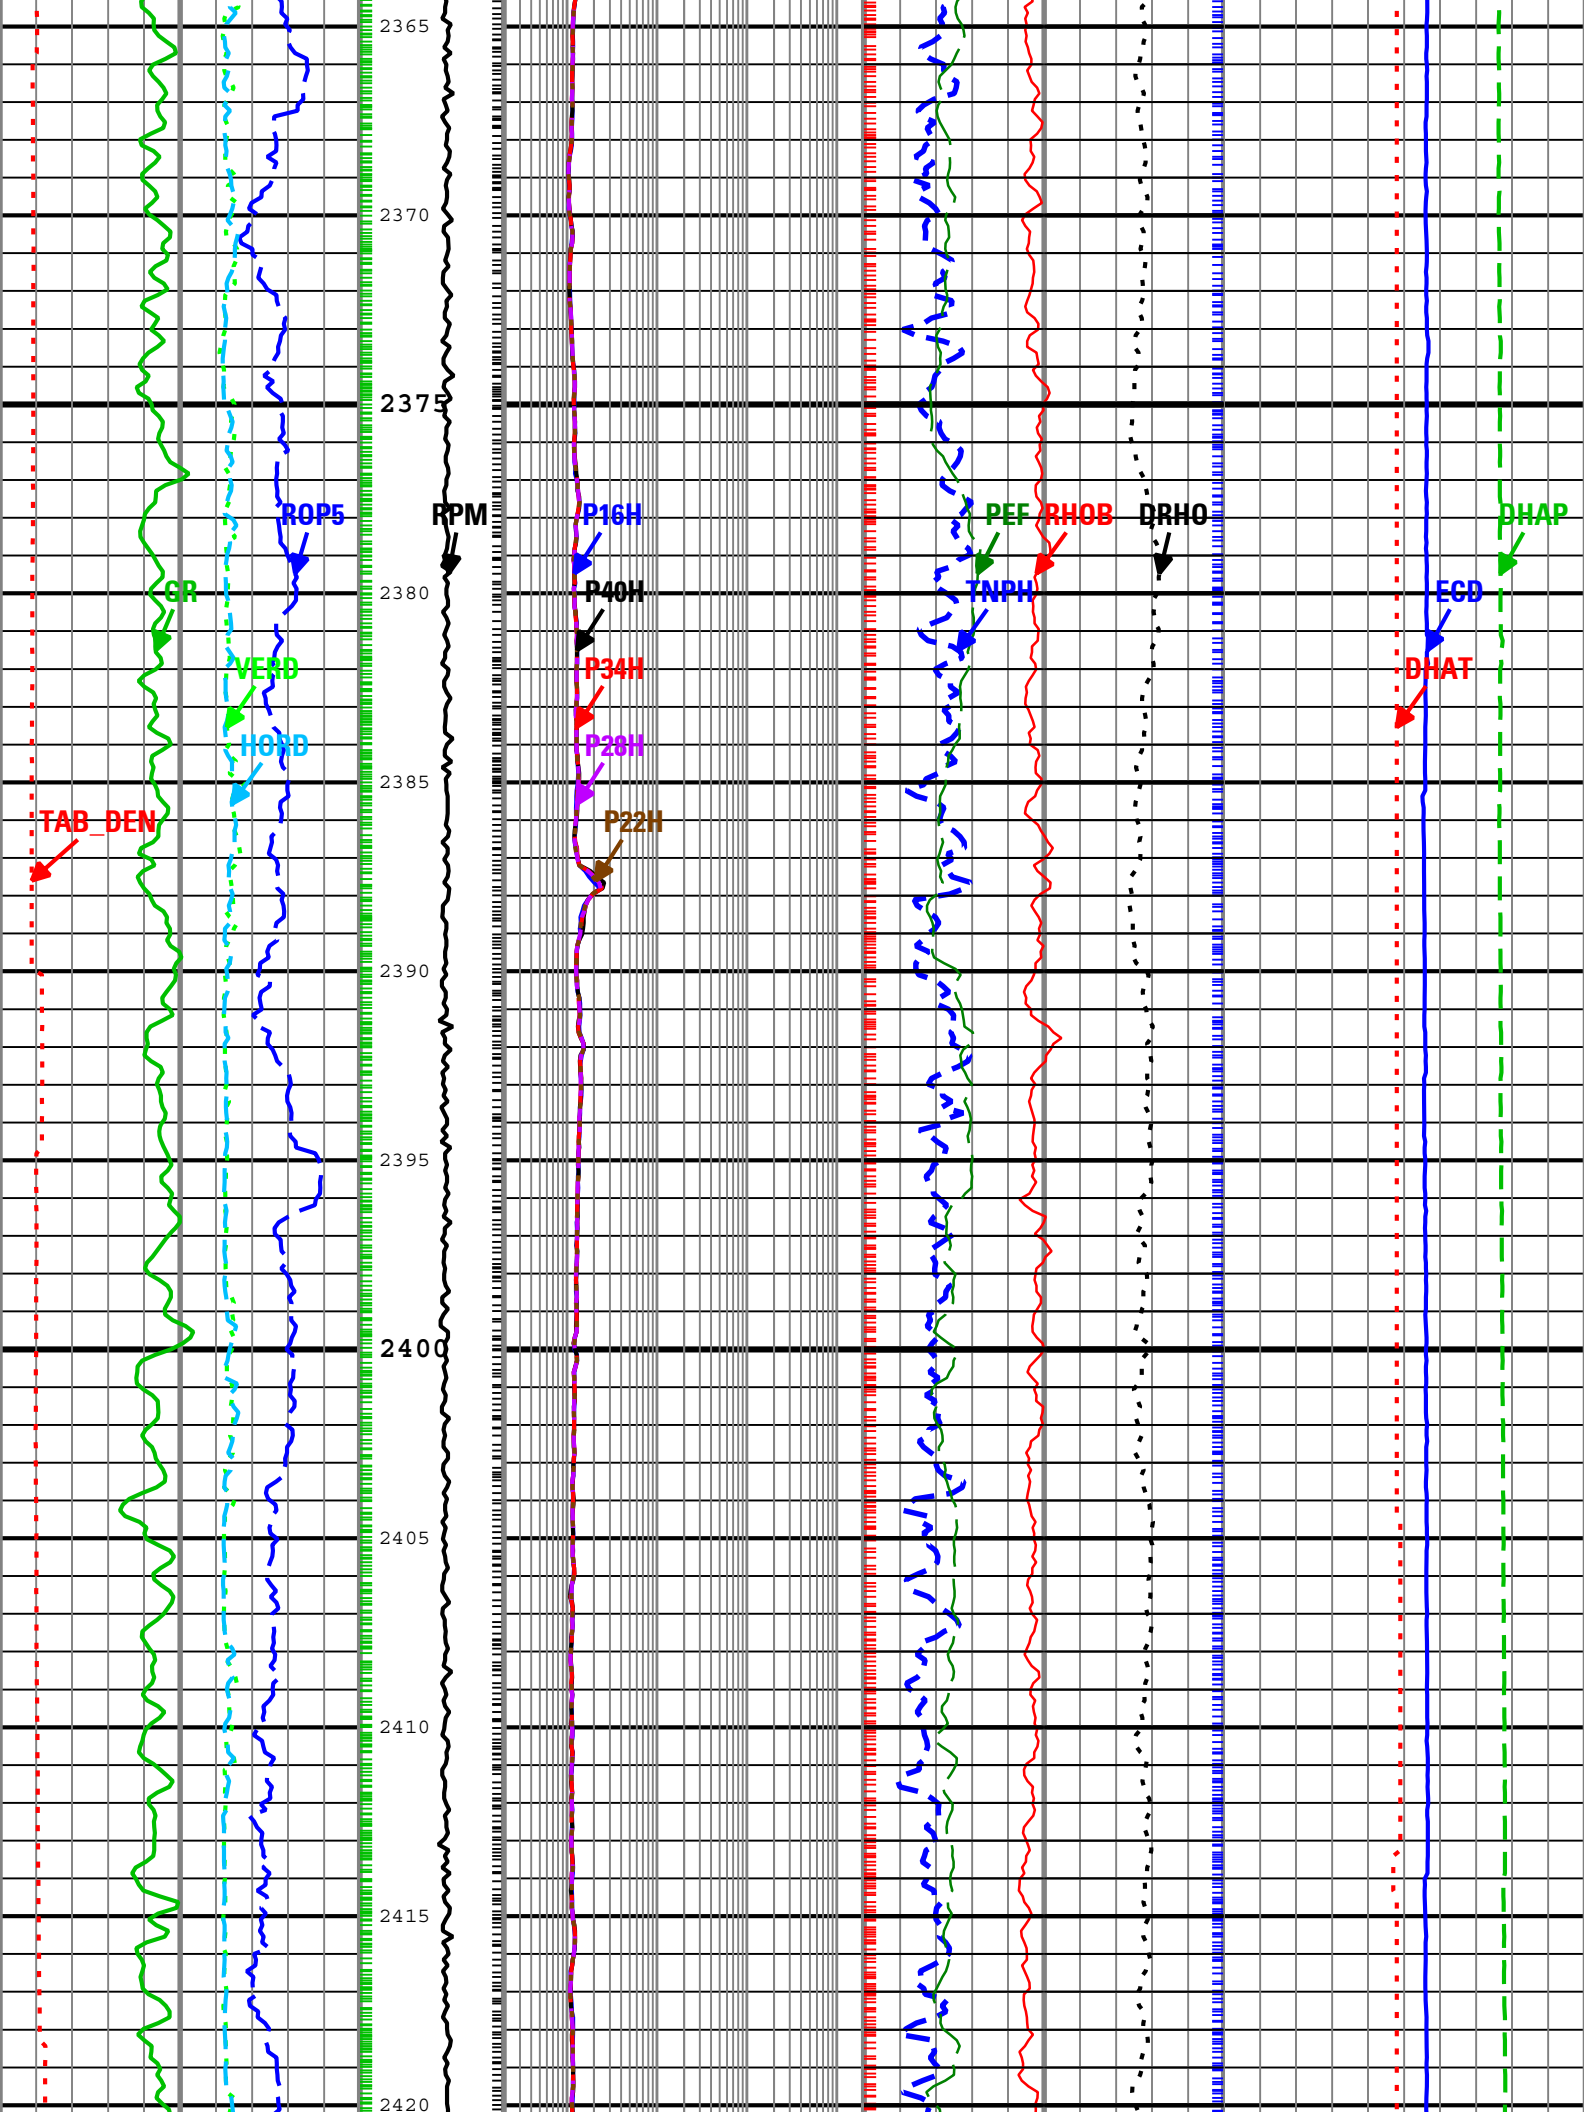 2365
2370
2375
ROP5 RPM P16H PEF RHOB DRHO DHAP
2380
GR P40H TNPH ECD
VERD P34H DHAT
HORD P28H
2385
TAB_DEN P22H
2390
2395
2400
2405
2410
2415
2420